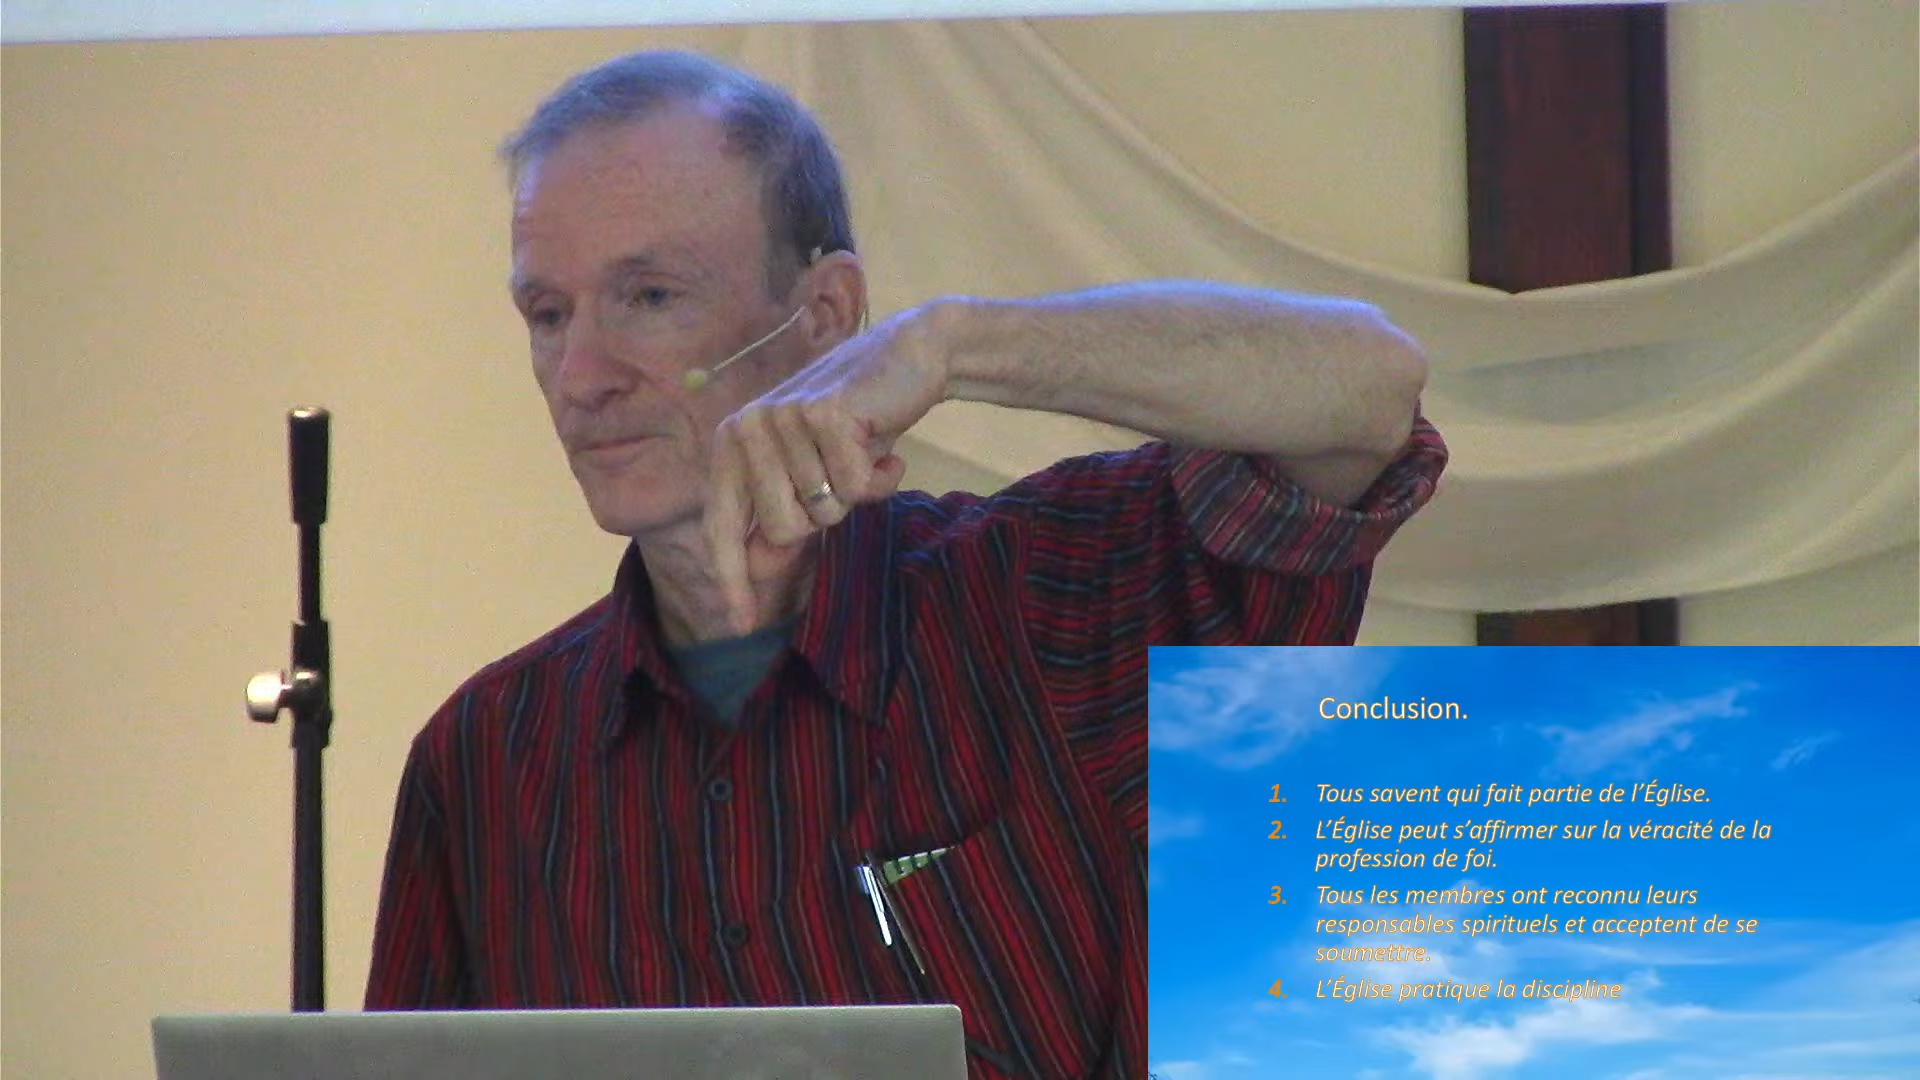 Conclusion.
1. Tous savent qui fait partie de l’Église.
2. L’Église peut s’affirmer sur la véracité de la
profession de foi.
3. Tous les membres ont reconnu leurs
responsables spirituels et acceptent de se
soumettre.
4. L’Église pratique la discipline